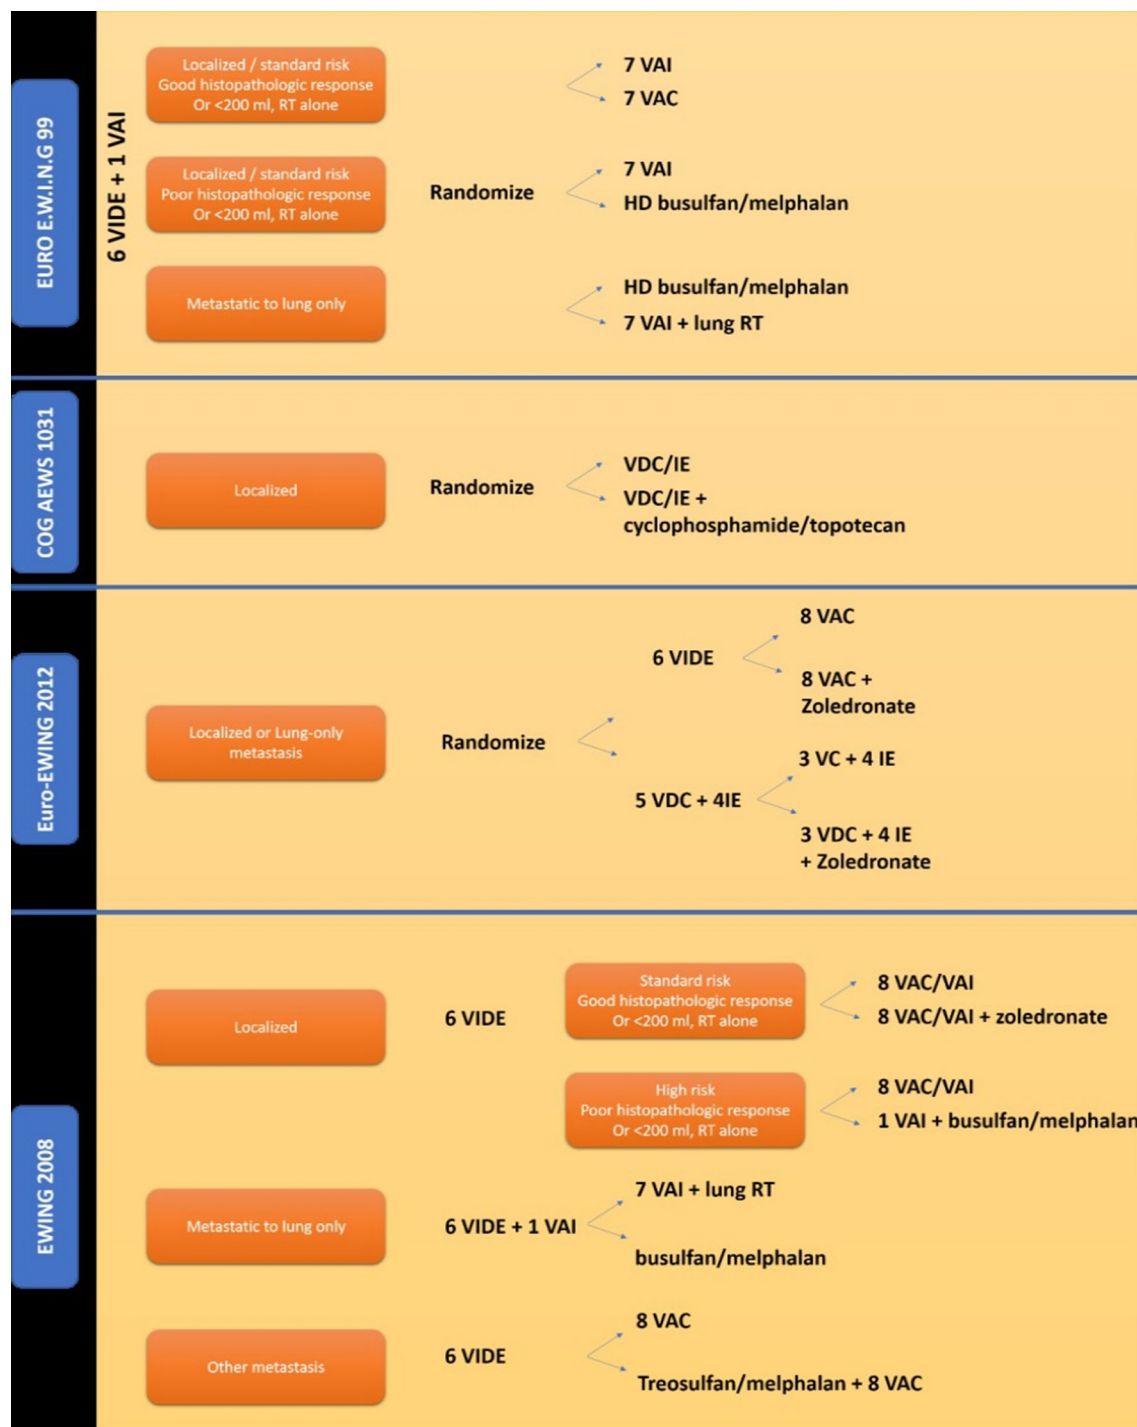 EURO E.W.I.N.G 99
6 VIDE + 1 VAI
Localized / standard risk
Good histopathologic response
Or <200 ml, RT alone
7 VAI
7 VAC
Localized / standard risk
Poor histopathologic response
Or <200 ml, RT alone
Randomize
7 VAI
HD busulfan/melphalan
Metastatic to lung only
HD busulfan/melphalan
7 VAI + lung RT
COG AEWS 1031
Localized
Randomize
VDC/IE
VDC/IE +
cyclophosphamide/topotecan
Euro-EWING 2012
Localized or Lung-only
metastasis
Randomize
6 VIDE
8 VAC
8 VAC +
Zoledronate
5 VDC + 4IE
3 VC + 4 IE
3 VDC + 4 IE
+ Zoledronate
EWING 2008
Localized
6 VIDE
Standard risk
Good histopathologic response
Or <200 ml, RT alone
8 VAC/VAI
8 VAC/VAI + zoledronate
High risk
Poor histopathologic response
Or <200 ml, RT alone
8 VAC/VAI
1 VAI + busulfan/melphalan
Metastatic to lung only
6 VIDE + 1 VAI
7 VAI + lung RT
busulfan/melphalan
Other metastasis
6 VIDE
8 VAC
Treosulfan/melphalan + 8 VAC